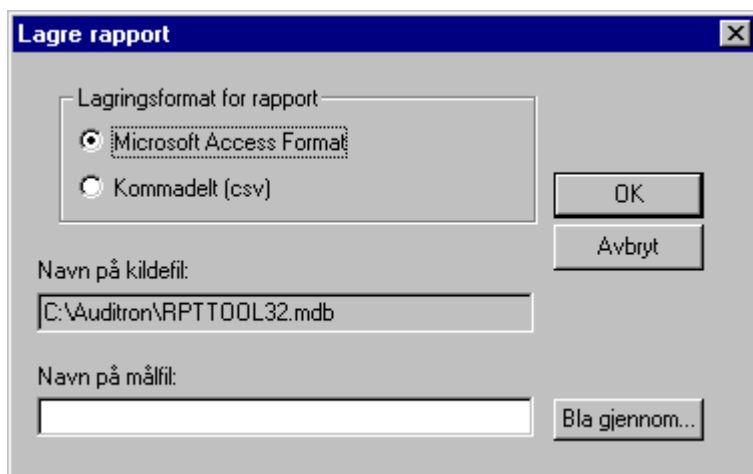 Lagre rapport
Lagringsformat for rapport
Microsoft Access Format
Kommadelt (csv)
OK
Avbryt
Navn på kildefil:
C:\Auditron\RPTTOOL32.mdb
Navn på målfil:
Bla gjennom...